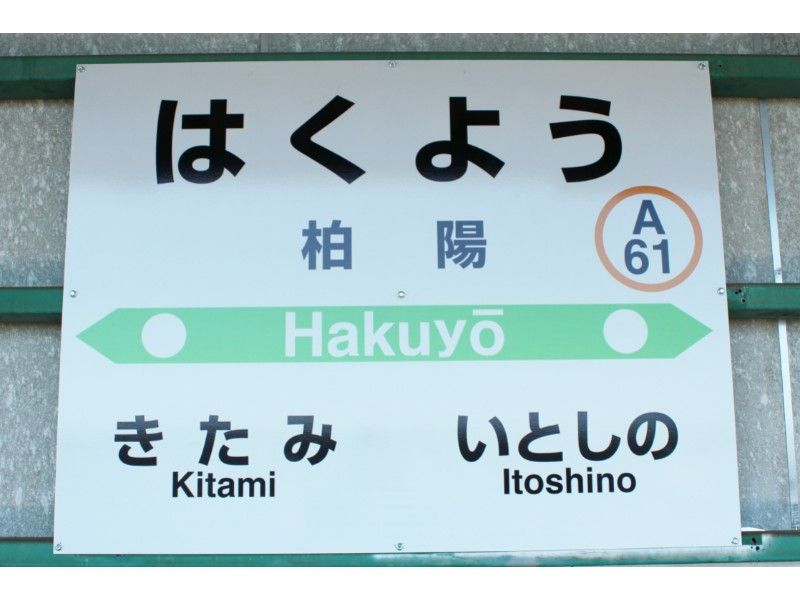 はくよう
柏陽
A
61
Hakuyō
きたみ
Kitami
いとしの
Itoshino